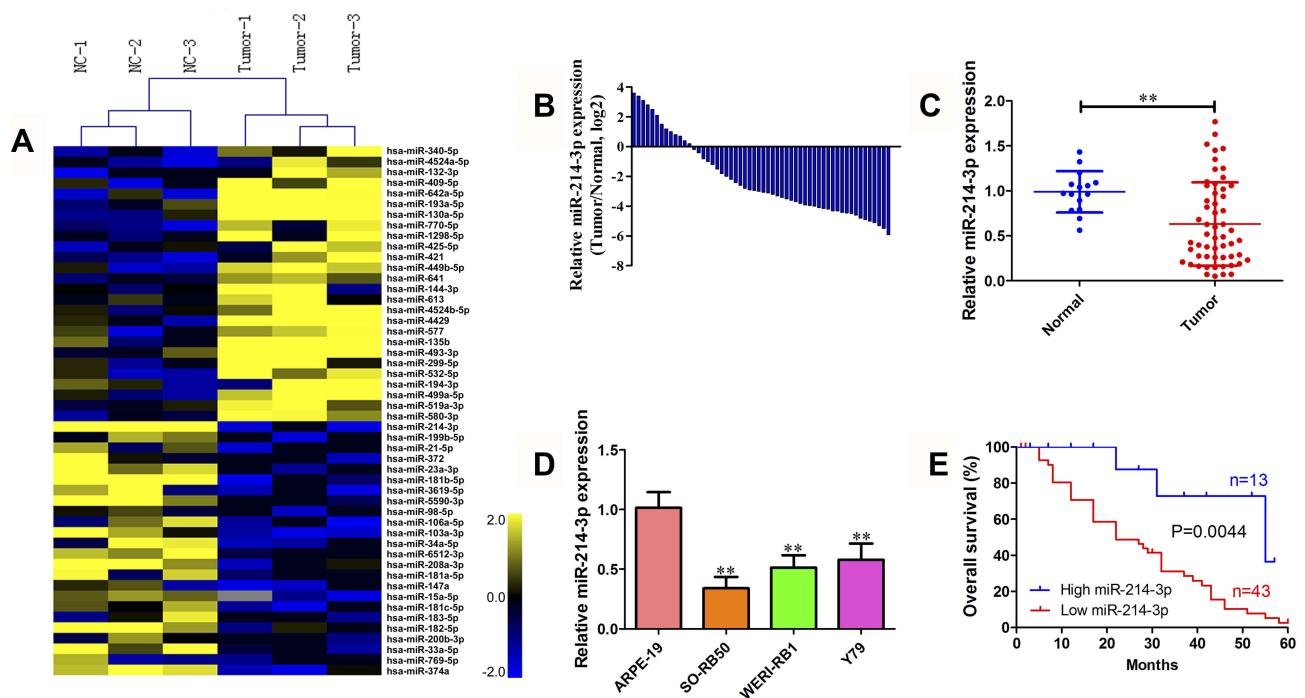 A
NC-1
NC-2
NC-3
Tumor-1
Tumor-2
Tumor-3
hsa-miR-340-5p
hsa-miR-4524a-5p
hsa-miR-132-3p
hsa-miR-409-5p
hsa-miR-642a-5p
hsa-miR-193a-5p
hsa-miR-130a-5p
hsa-miR-770-5p
hsa-miR-1298-5p
hsa-miR-425-5p
hsa-miR-421
hsa-miR-449b-5p
hsa-miR-641
hsa-miR-144-3p
hsa-miR-613
hsa-miR-4524b-5p
hsa-miR-4429
hsa-miR-577
hsa-miR-135b
hsa-miR-493-3p
hsa-miR-299-5p
hsa-miR-532-5p
hsa-miR-194-3p
hsa-miR-499a-5p
hsa-miR-519a-3p
hsa-miR-580-3p
hsa-miR-214-3p
hsa-miR-199b-5p
hsa-miR-21-5p
hsa-miR-372
hsa-miR-23a-3p
hsa-miR-181b-5p
hsa-miR-3619-5p
hsa-miR-5590-3p
hsa-miR-98-5p
hsa-miR-106a-5p
hsa-miR-103a-3p
hsa-miR-34a-5p
hsa-miR-6512-3p
hsa-miR-208a-3p
hsa-miR-181a-5p
hsa-miR-147a
hsa-miR-15a-5p
hsa-miR-181c-5p
hsa-miR-183-5p
hsa-miR-182-5p
hsa-miR-200b-3p
hsa-miR-33a-5p
hsa-miR-769-5p
hsa-miR-374a
2.0
0.0
-2.0
B
Relative miR-214-3p expression
(Tumor/Normal, log2)
6
4
2
0
-2
-4
-6
-8
C
Relative miR-214-3p expression
2.0
1.5
1.0
0.5
0.0
**
Normal
Tumor
D
Relative miR-214-3p expression
1.5
1.0
0.5
0.0
**
**
**
ARPE-19
SO-RB50
WERI-RB1
Y79
E
Overall survival (%)
100
80
60
40
20
0
n=13
P=0.0044
n=43
High miR-214-3p
Low miR-214-3p
0
10
20
30
40
50
60
Months